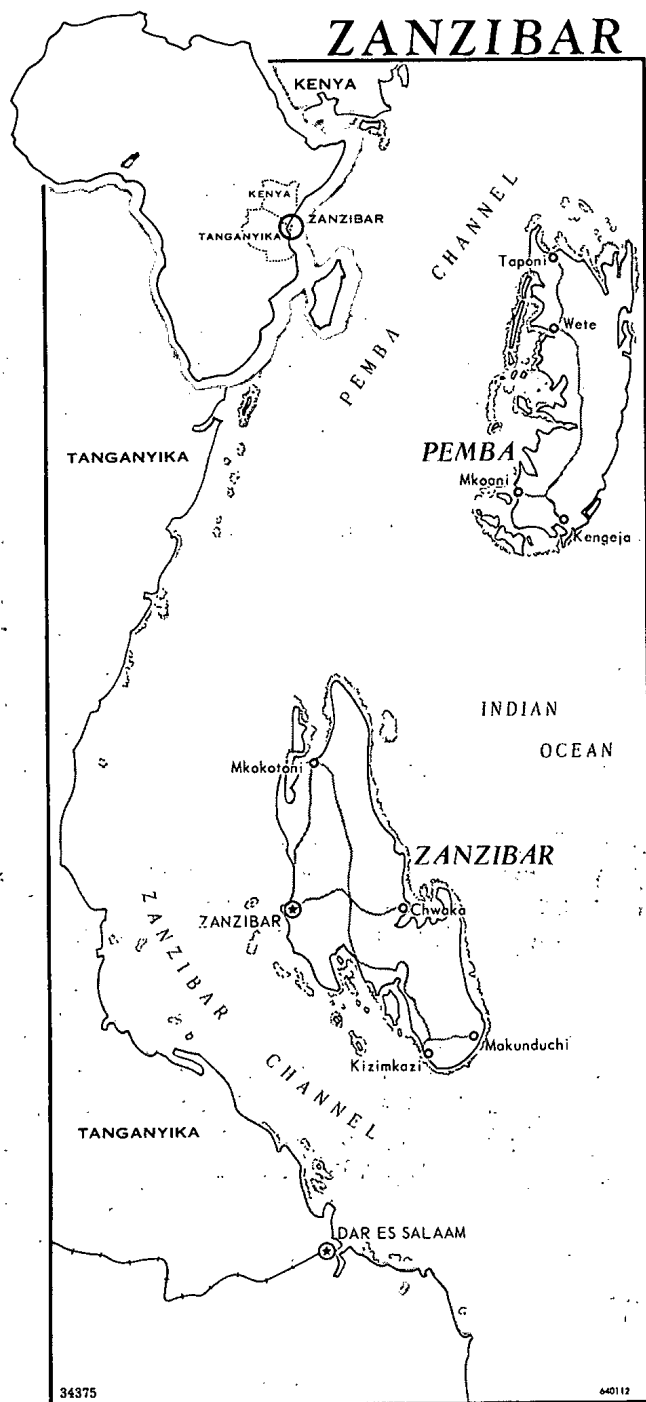 ZANZIBAR
KENYA
KENYA
ZANZIBAR
TANGANYIKA
PEMBA CHANNEL
Taponi
Wete
TANGANYIKA
PEMBA
Mkoani
Kengeja
INDIAN
OCEAN
Mkokotoni
ZANZIBAR
ZANZIBAR
Chwaka
ZANZIBAR CHANNEL
Makunduchi
Kizimkazi
TANGANYIKA
DAR ES SALAAM
34375
640112